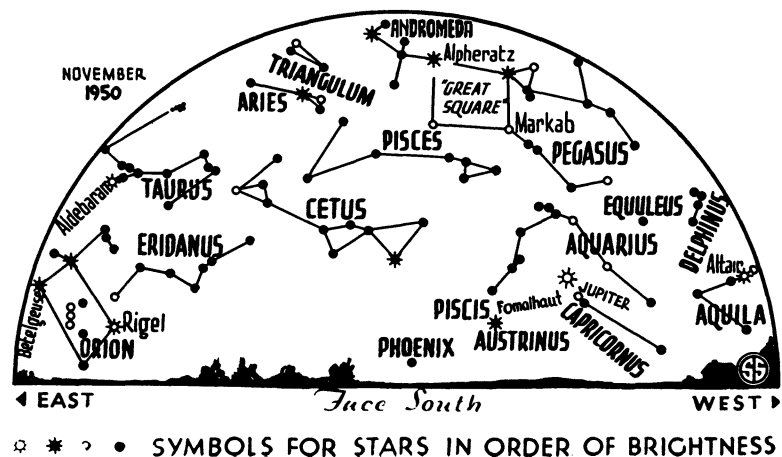 ANDROMEDA
Alpheratz
NOVEMBER
1950
TRIANGULUM
ARIES
"GREAT
SQUARE"
Markab
PISCES
PEGASUS
Aldebaran
TAURUS
CETUS
EQUULEUS
DELPHINUS
ERIDANUS
AQUARIUS
Altair
Betelgeuse
Rigel
ORION
PISCIS
AUSTRINUS
Fomalhaut
JUPITER
CAPRICORNUS
AQUILA
PHOENIX
SS
EAST
Face South
WEST
SYMBOLS FOR STARS IN ORDER OF BRIGHTNESS